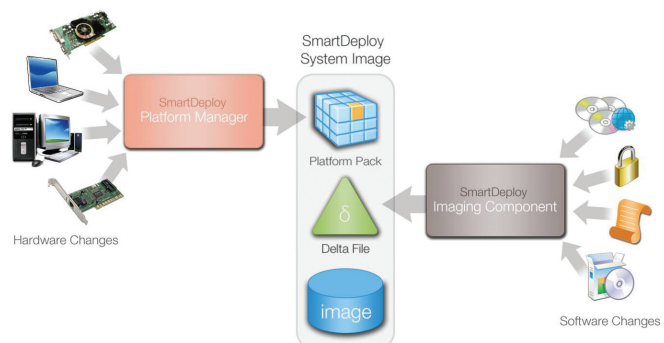 SmartDeploy
System Image
SmartDeploy
Platform Manager
Platform Pack
SmartDeploy
Imaging Component
δ
Delta File
Hardware Changes
image
Software Changes